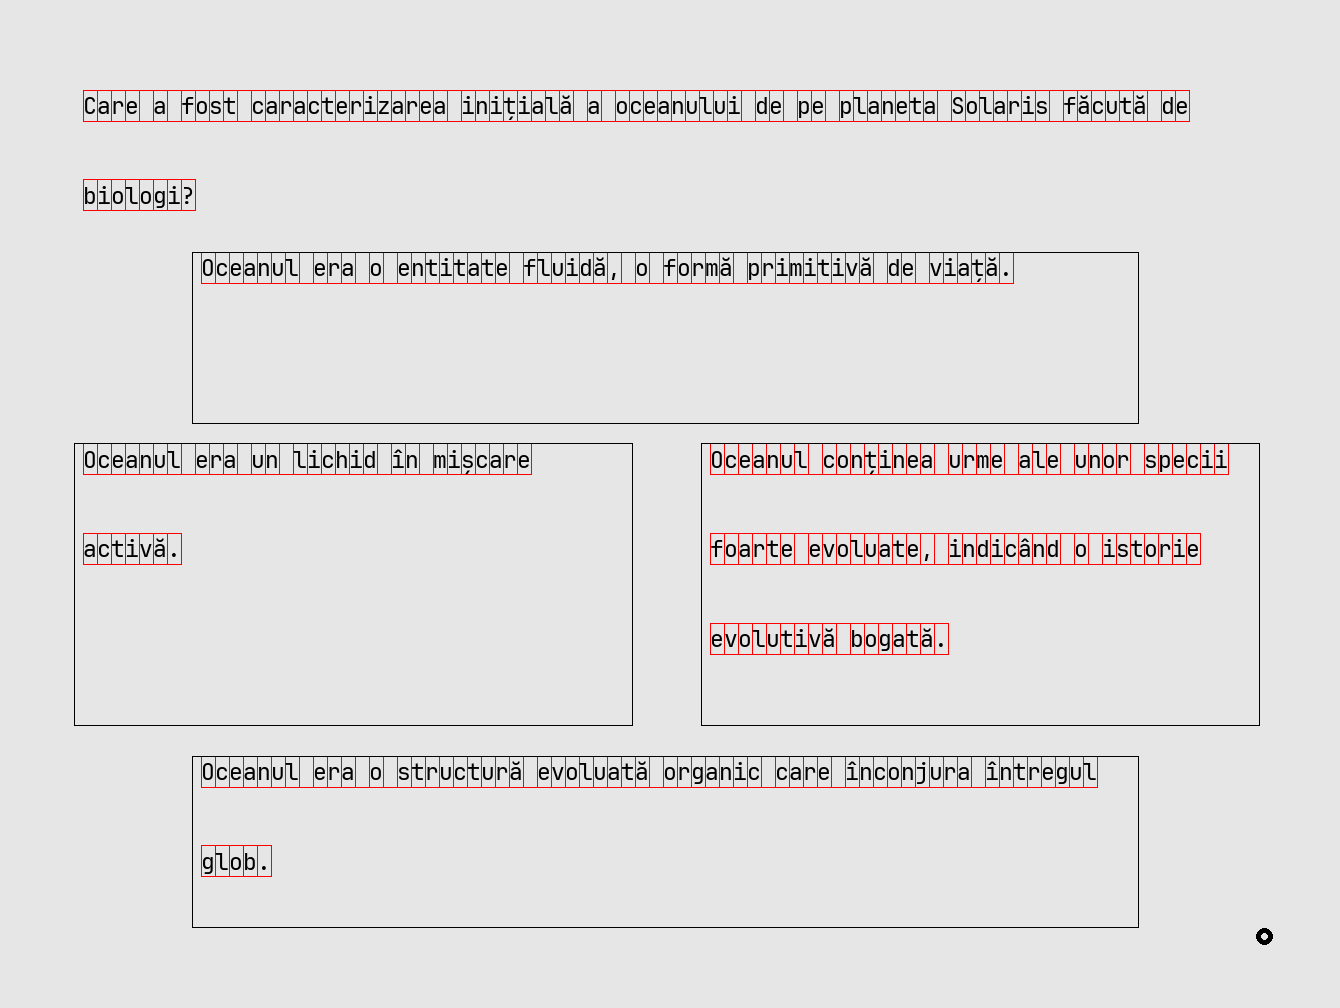 Care a fost caracterizarea inițială a oceanului de pe planeta Solaris făcută de
biologi?
Oceanul era o entitate fluidă, o formă primitivă de viață.
Oceanul era un lichid în mișcare
activă.
Oceanul conținea urme ale unor specii
foarte evoluate, indicând o istorie
evolutivă bogată.
Oceanul era o structură evoluată organic care înconjura întregul
glob.